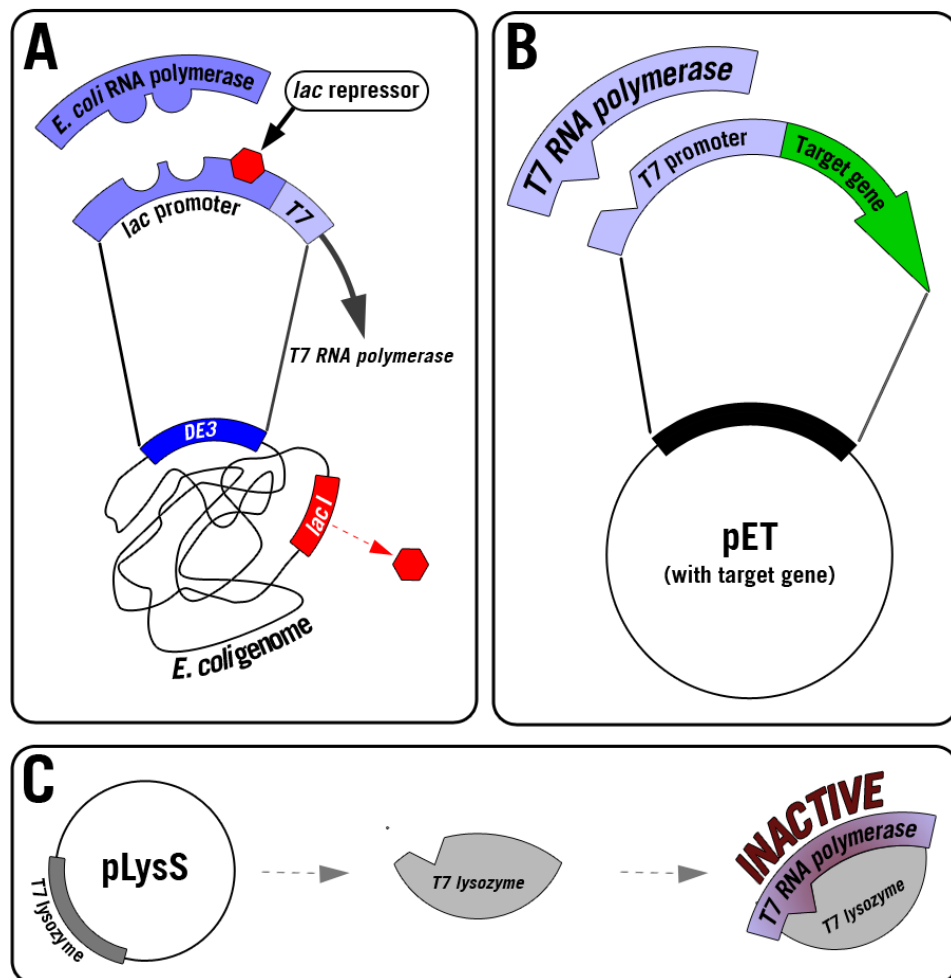 A
E. coli RNA polymerase
lac repressor
lac promoter
T7
T7 RNA polymerase
DE3
lac I
E. coli genome
B
T7 RNA polymerase
T7 promoter
Target gene
pET
(with target gene)
C
pLysS
T7 lysozyme
T7 lysozyme
INACTIVE
T7 RNA polymerase
T7 lysozyme